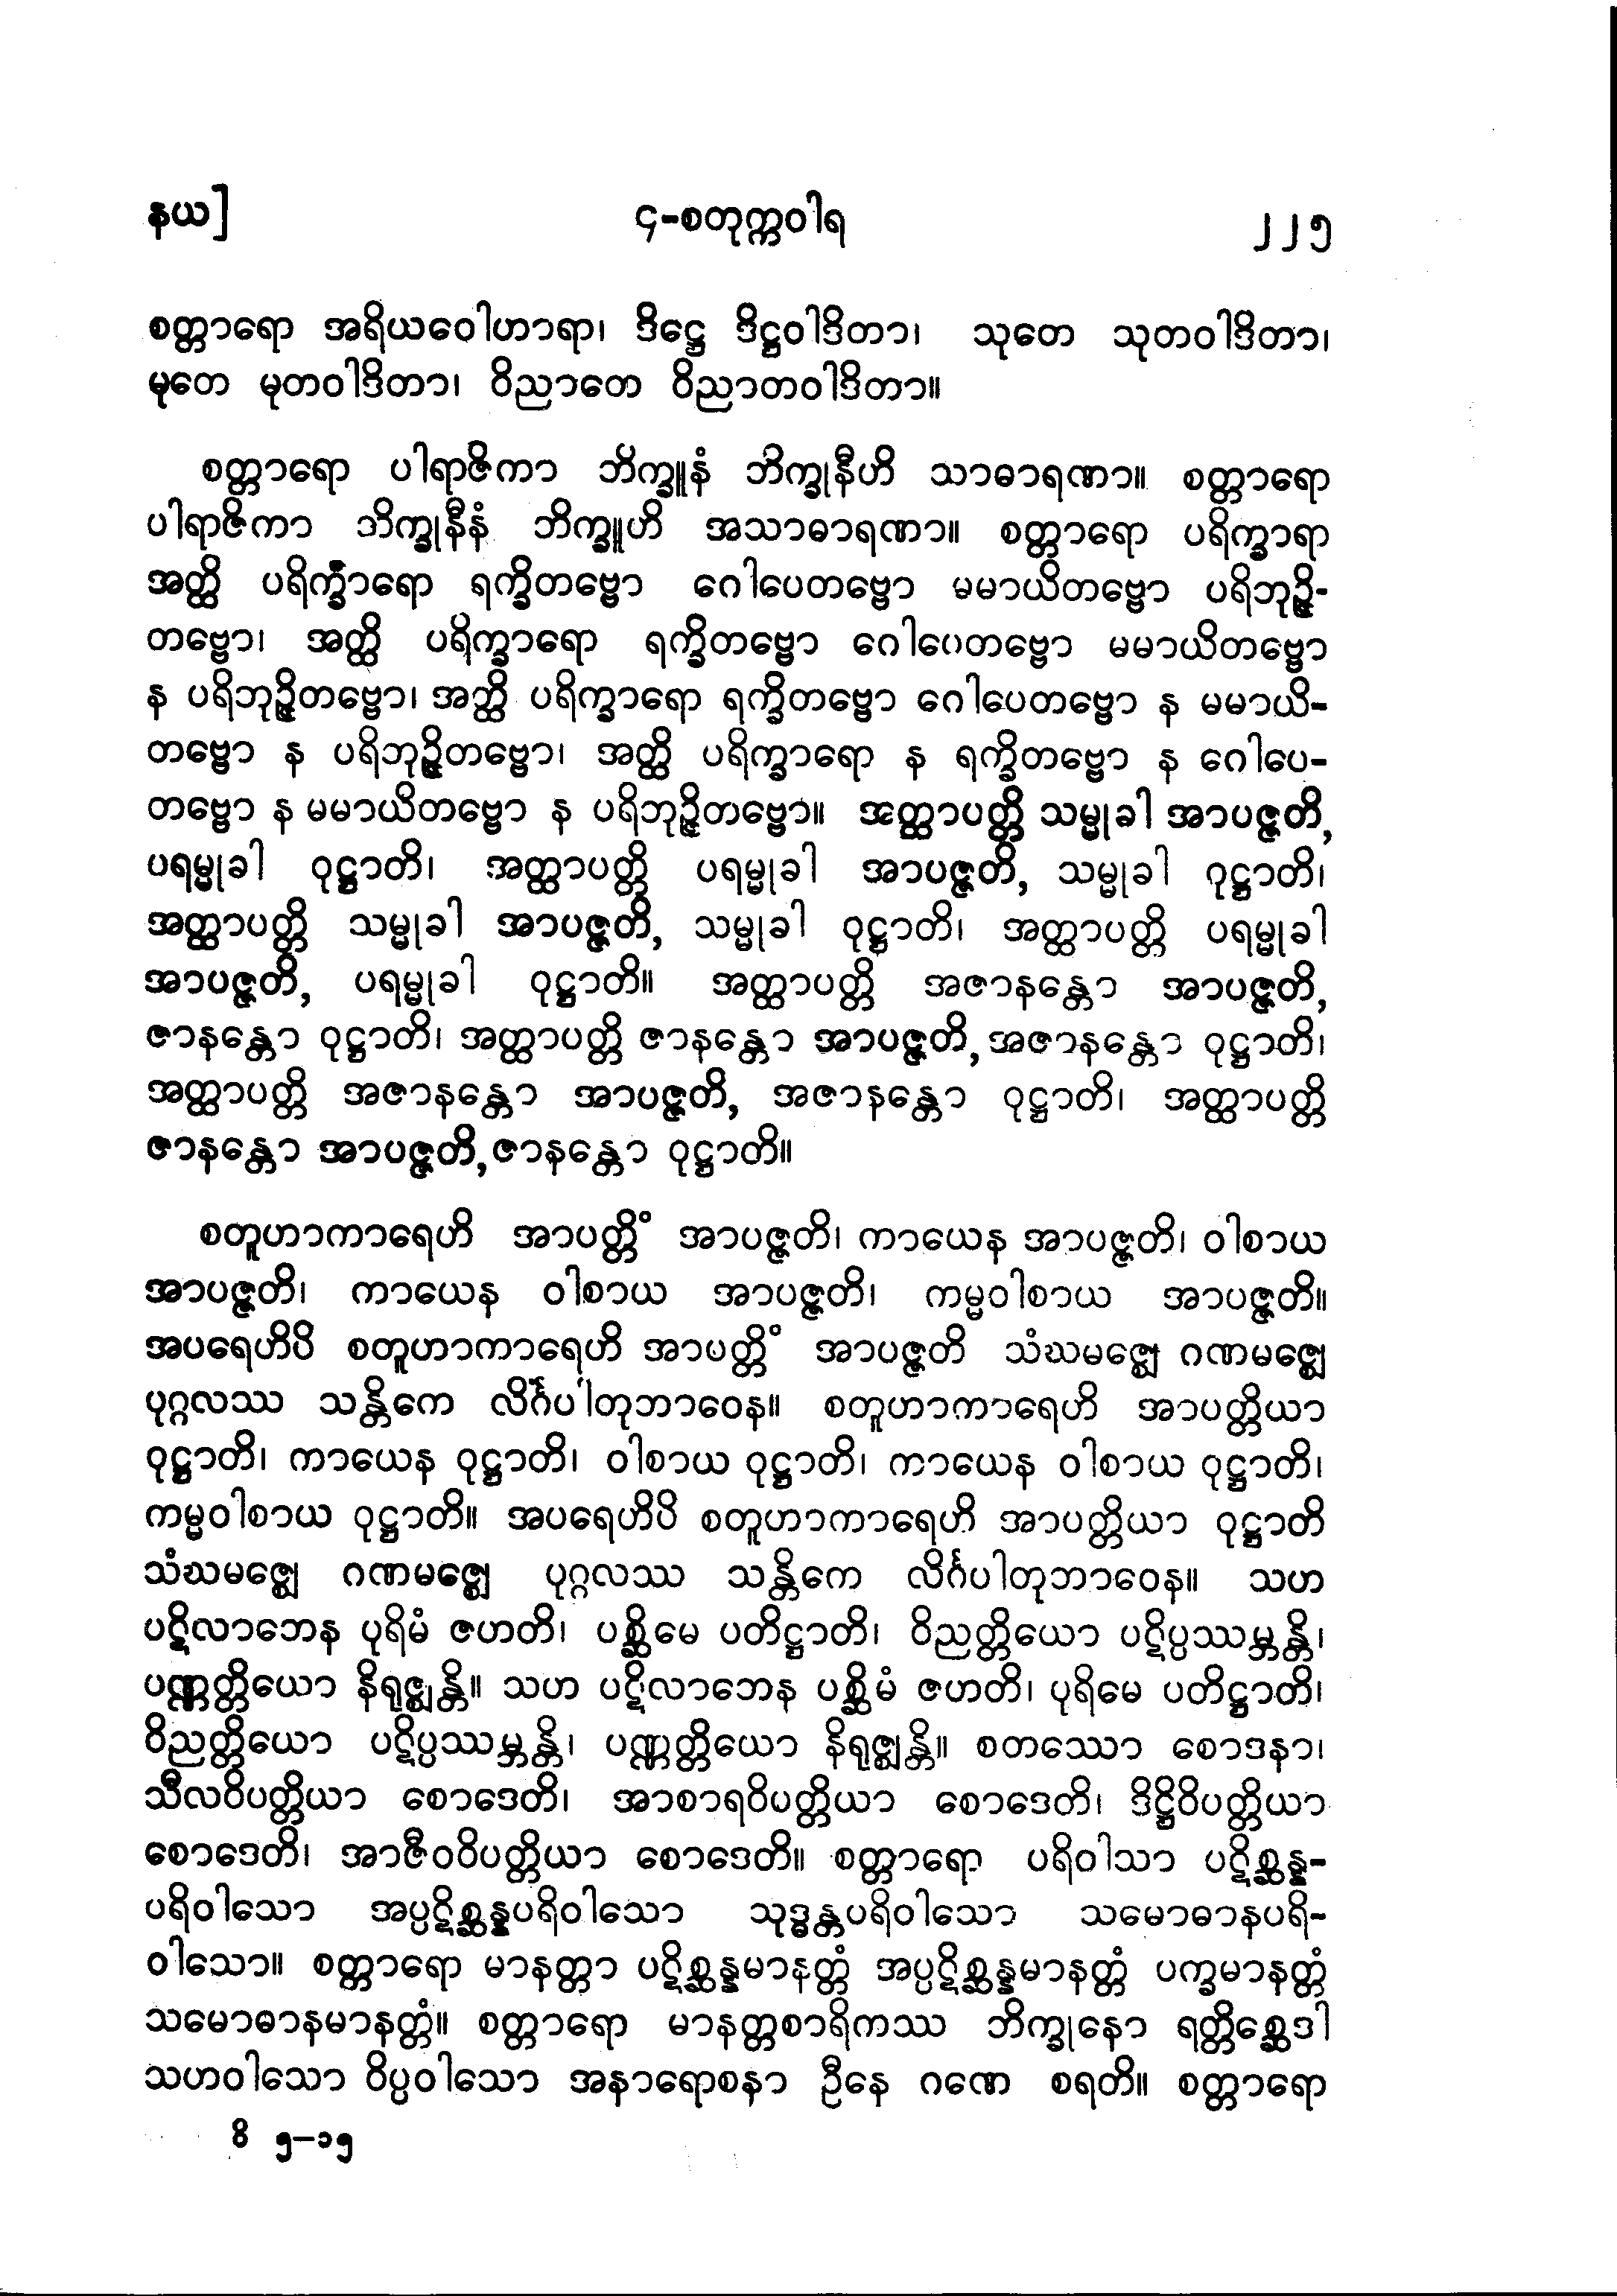 နယ]
၄-စတုက္ကဝါရ
၂၂၅
စတ္တာရော အရိယဝေါဟာရာ၊ ဒိဋ္ဌေ ဒိဋ္ဌဝါဒိတာ၊ သုတေ သုတဝါဒိတာ၊
မုတေ မုတဝါဒိတာ၊ ဝိညာတေ ဝိညာတဝါဒိတာ။
စတ္တာရော ပါရာဇိကာ ဘိက္ခူနံ ဘိက္ခုနီဟိ သာဓာရဏာ။ စတ္တာရော
ပါရာဇိကာ ဘိက္ခုနီနံ ဘိက္ခူဟိ အသာဓာရဏာ။ စတ္တာရော ပရိက္ခာရာ
အတ္ထိ ပရိက္ခာရော ရက္ခိတဗ္ဗော ဂေါပေတဗ္ဗော မမာယိတဗ္ဗော ပရိဘုဉ္ဇိ-
တဗ္ဗော၊ အတ္ထိ ပရိက္ခာရော ရက္ခိတဗ္ဗော ဂေါပေတဗ္ဗော မမာယိတဗ္ဗော
န ပရိဘုဉ္ဇိတဗ္ဗော၊ အတ္ထိ ပရိက္ခာရော ရက္ခိတဗ္ဗော ဂေါပေတဗ္ဗော န မမာယိ-
တဗ္ဗော န ပရိဘုဉ္ဇိတဗ္ဗော၊ အတ္ထိ ပရိက္ခာရော န ရက္ခိတဗ္ဗော န ဂေါပေ-
တဗ္ဗော န မမာယိတဗ္ဗော န ပရိဘုဉ္ဇိတဗ္ဗော။ အတ္ထာပတ္တိ သမ္မုခါ အာပဇ္ဇတိ,
ပရမ္မုခါ ဝုဋ္ဌာတိ၊ အတ္ထာပတ္တိ ပရမ္မုခါ အာပဇ္ဇတိ, သမ္မုခါ ဝုဋ္ဌာတိ၊
အတ္ထာပတ္တိ သမ္မုခါ အာပဇ္ဇတိ, သမ္မုခါ ဝုဋ္ဌာတိ၊ အတ္ထာပတ္တိ ပရမ္မုခါ
အာပဇ္ဇတိ, ပရမ္မုခါ ဝုဋ္ဌာတိ။ အတ္ထာပတ္တိ အဇာနန္တော အာပဇ္ဇတိ,
ဇာနန္တော ဝုဋ္ဌာတိ၊ အတ္ထာပတ္တိ ဇာနန္တော အာပဇ္ဇတိ, အဇာနန္တော ဝုဋ္ဌာတိ၊
အတ္ထာပတ္တိ အဇာနန္တော အာပဇ္ဇတိ, အဇာနန္တော ဝုဋ္ဌာတိ၊ အတ္ထာပတ္တိ
ဇာနန္တော အာပဇ္ဇတိ, ဇာနန္တော ဝုဋ္ဌာတိ။
စတူဟာကာရေဟိ အာပတ္တိံ အာပဇ္ဇတိ၊ ကာယေန အာပဇ္ဇတိ၊ ဝါစာယ
အာပဇ္ဇတိ၊ ကာယေန ဝါစာယ အာပဇ္ဇတိ၊ ကမ္မဝါစာယ အာပဇ္ဇတိ။
အပရေဟိပိ စတူဟာကာရေဟိ အာပတ္တိံ အာပဇ္ဇတိ သံဃမဇ္ဈေ ဂဏမဇ္ဈေ
ပုဂ္ဂလဿ သန္တိကေ လိင်္ဂပါတုဘာဝေန။ စတူဟာကာရေဟိ အာပတ္တိယာ
ဝုဋ္ဌာတိ၊ ကာယေန ဝုဋ္ဌာတိ၊ ဝါစာယ ဝုဋ္ဌာတိ၊ ကာယေန ဝါစာယ ဝုဋ္ဌာတိ၊
ကမ္မဝါစာယ ဝုဋ္ဌာတိ။ အပရေဟိပိ စတူဟာကာရေဟိ အာပတ္တိယာ ဝုဋ္ဌာတိ
သံဃမဇ္ဈေ ဂဏမဇ္ဈေ ပုဂ္ဂလဿ သန္တိကေ လိင်္ဂပါတုဘာဝေန။ သဟ
ပဋိလာဘေန ပုရိမံ ဇဟတိ၊ ပစ္ဆိမေ ပတိဋ္ဌာတိ၊ ဝိညတ္တိယော ပဋိပ္ပဿမ္ဘန္တိ၊
ပဏ္ဏတ္တိယော နိရုဇ္ဈန္တိ။ သဟ ပဋိလာဘေန ပစ္ဆိမံ ဇဟတိ၊ ပုရိမေ ပတိဋ္ဌာတိ၊
ဝိညတ္တိယော ပဋိပ္ပဿမ္ဘန္တိ၊ ပဏ္ဏတ္တိယော နိရုဇ္ဈန္တိ။ စတဿော စောဒနာ၊
သီလဝိပတ္တိယာ စောဒေတိ၊ အာစာရဝိပတ္တိယာ စောဒေတိ၊ ဒိဋ္ဌိဝိပတ္တိယာ
စောဒေတိ၊ အာဇီဝဝိပတ္တိယာ စောဒေတိ။ စတ္တာရော ပရိဝါသာ ပဋိစ္ဆန္န-
ပရိဝါသော အပ္ပဋိစ္ဆန္နပရိဝါသော သုဒ္ဓန္တပရိဝါသော သမောဓာနပရိ-
ဝါသော။ စတ္တာရော မာနတ္တာ ပဋိစ္ဆန္နမာနတ္တံ အပ္ပဋိစ္ဆန္နမာနတ္တံ ပက္ခမာနတ္တံ
သမောဓာနမာနတ္တံ။ စတ္တာရော မာနတ္တစာရိကဿ ဘိက္ခုနော ရတ္တိစ္ဆေဒါ
သဟဝါသော ဝိပ္ပဝါသော အနာရောစနာ ဦနေ ဂဏေ စရတိ။ စတ္တာရော
ဝိ ၅−၁၅